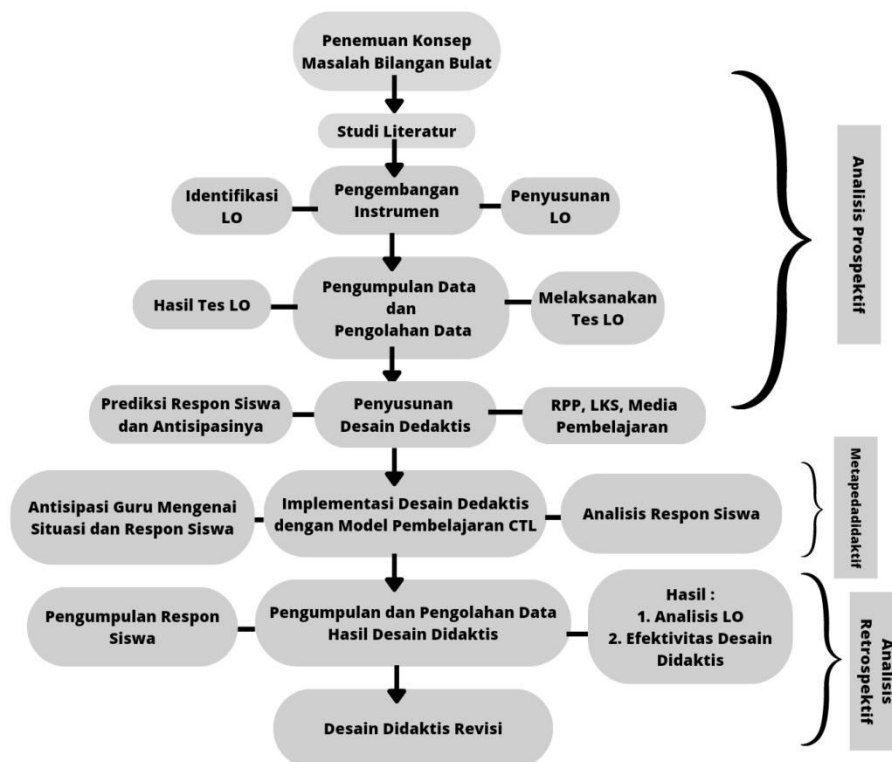 Penemuan Konsep
Masalah Bilangan Bulat
Studi Literatur
Identifikasi
LO
Pengembangan
Instrumen
Penyusunan
LO
Hasil Tes LO
Pengumpulan Data
dan
Pengolahan Data
Melaksanakan
Tes LO
Prediksi Respon Siswa
dan Antisipasinya
Penyusunan
Desain Dedaktis
RPP, LKS, Media
Pembelajaran
Analisis Prospektif
Antisipasi Guru Mengenai
Situasi dan Respon Siswa
Implementasi Desain Dedaktis
dengan Model Pembelajaran CTL
Analisis Respon Siswa
Metapedadidaktif
Pengumpulan Respon
Siswa
Pengumpulan dan Pengolahan Data
Hasil Desain Didaktis
Hasil :
1. Analisis LO
2. Efektivitas Desain
Didaktis
Analisis
Retrospektif
Desain Didaktis Revisi